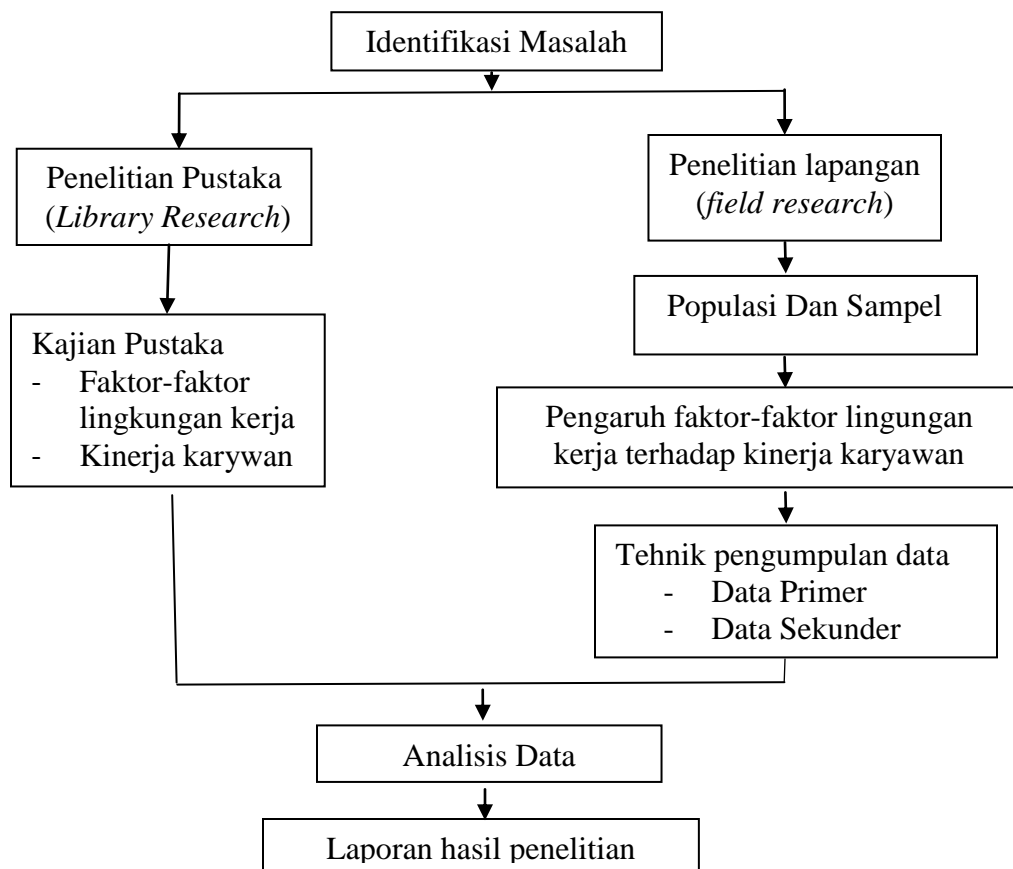 Identifikasi Masalah
Penelitian Pustaka
(Library Research)
Kajian Pustaka
- Faktor-faktor
lingkungan kerja
- Kinerja karywan
Penelitian lapangan
(field research)
Populasi Dan Sampel
Pengaruh faktor-faktor lingungan
kerja terhadap kinerja karyawan
Tehnik pengumpulan data
- Data Primer
- Data Sekunder
Analisis Data
Laporan hasil penelitian